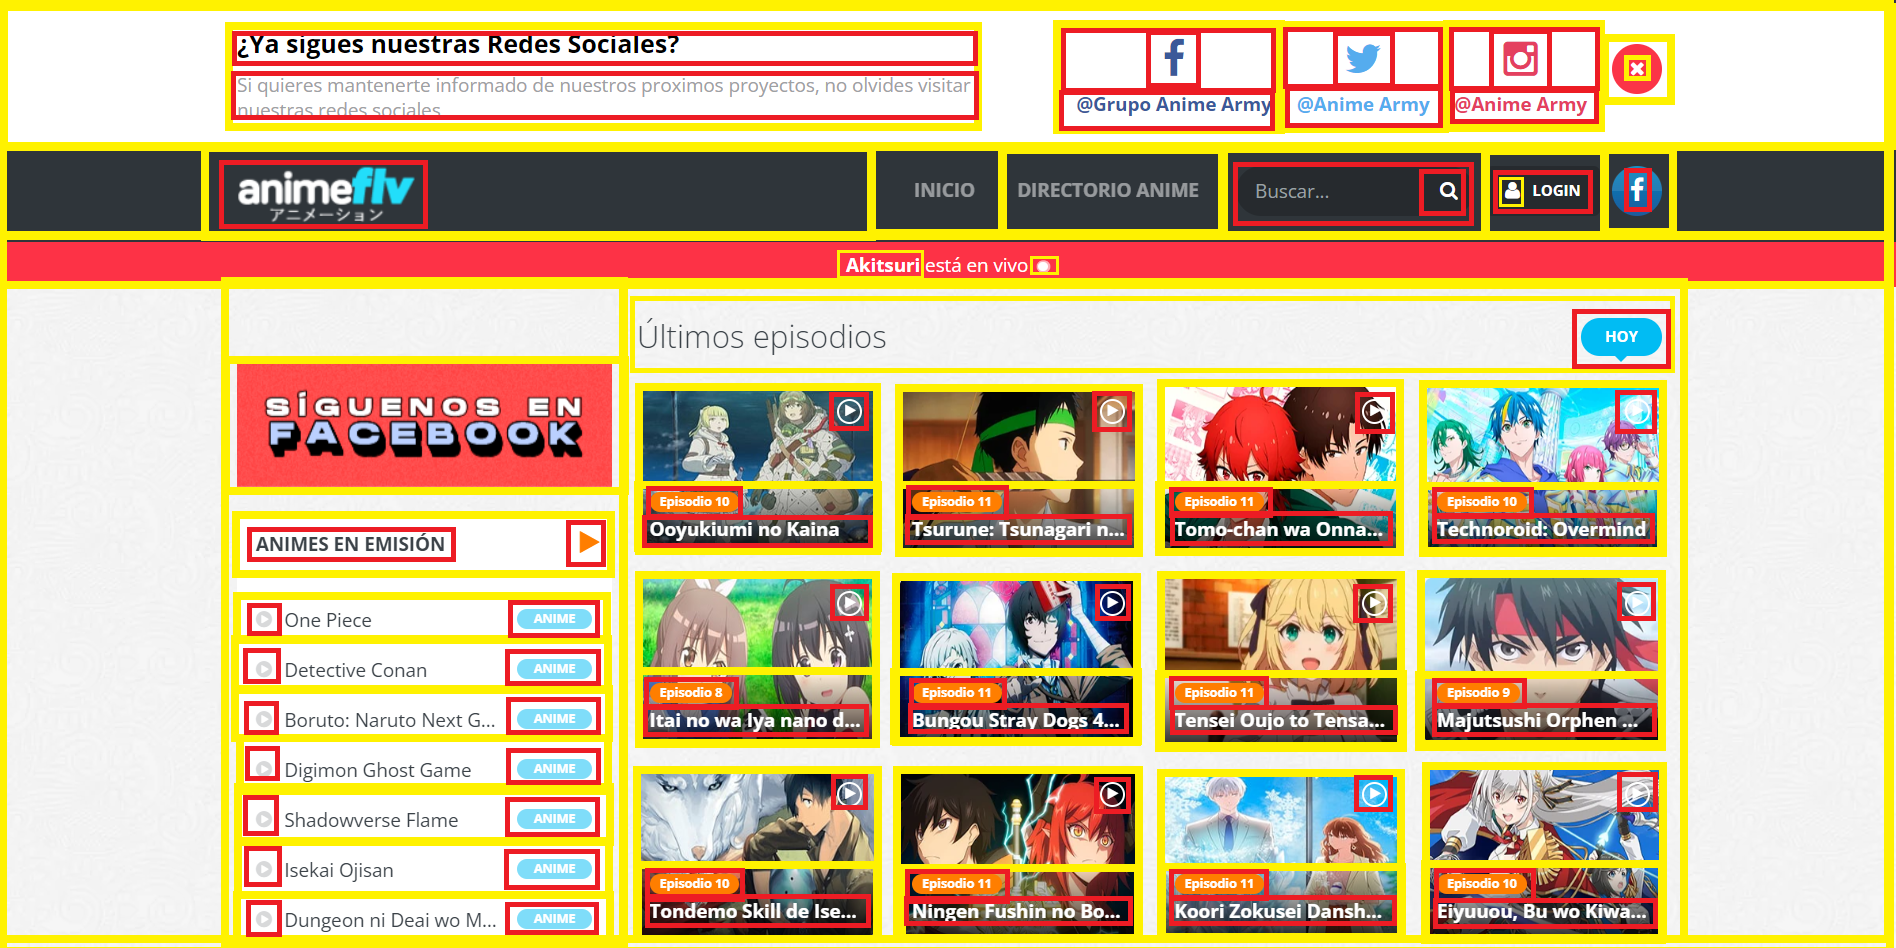 ¿Ya sigues nuestras Redes Sociales?
Si quieres mantenerte informado de nuestros proximos proyectos, no olvides visitar
nuestras redes sociales
@Grupo Anime Army
@Anime Army
@Anime Army
animeflv
アニメーション
INICIO
DIRECTORIO ANIME
Buscar...
LOGIN
Akitsuri está en vivo
SÍGUENOS EN
FACEBOOK
ANIMES EN EMISIÓN
One Piece ANIME
Detective Conan ANIME
Boruto: Naruto Next G... ANIME
Digimon Ghost Game ANIME
Shadowverse Flame ANIME
Isekai Ojisan ANIME
Dungeon ni Deai wo M... ANIME
Últimos episodios
HOY
Episodio 10
Ooyukiumi no Kaina
Episodio 11
Tsurune: Tsunagari n...
Episodio 11
Tomo-chan wa Onna...
Episodio 10
Technoroid: Overmind
Episodio 8
Itai no wa Iya nano d...
Episodio 11
Bungou Stray Dogs 4...
Episodio 11
Tensei Oujo to Tensa...
Episodio 9
Majutsushi Orphen ...
Episodio 10
Tondemo Skill de Ise...
Episodio 11
Ningen Fushin no Bo...
Episodio 11
Koori Zokusei Dansh...
Episodio 10
Eiyuuou, Bu wo Kiwa...